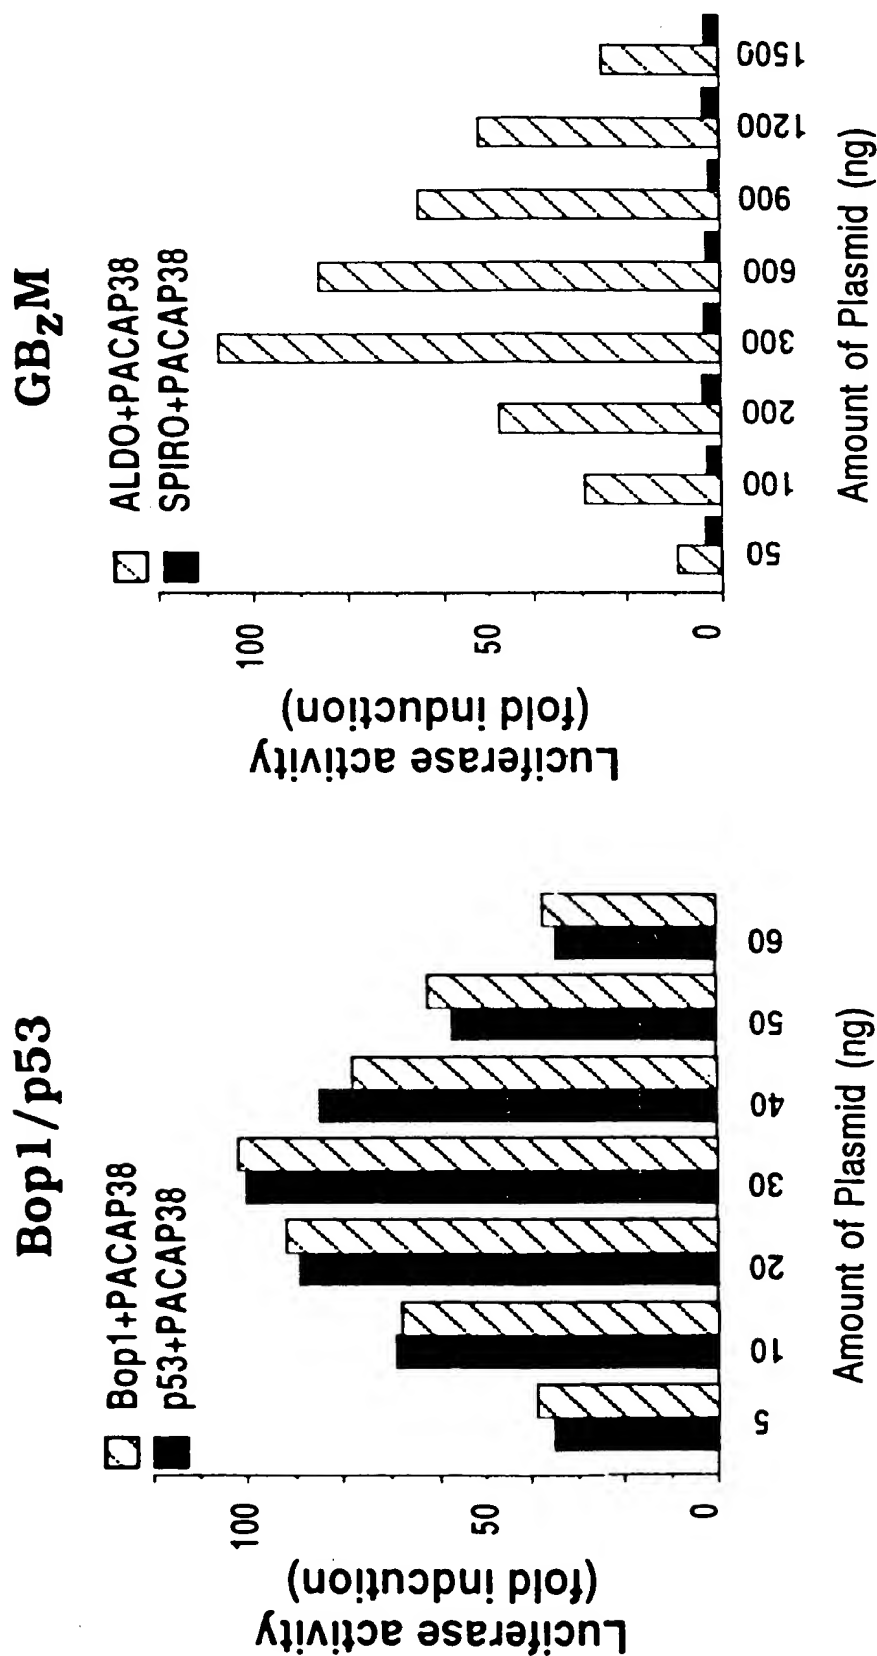 Bop1/p53
Bop1+PACAP38
p53+PACAP38
Luciferase activity
(fold indcution)
100
50
0
5
10
20
30
40
50
60
Amount of Plasmid (ng)
GBzM
ALDO+PACAP38
SPIRO+PACAP38
Luciferase activity
(fold induction)
100
50
0
50
100
200
300
600
900
1200
1500
Amount of Plasmid (ng)